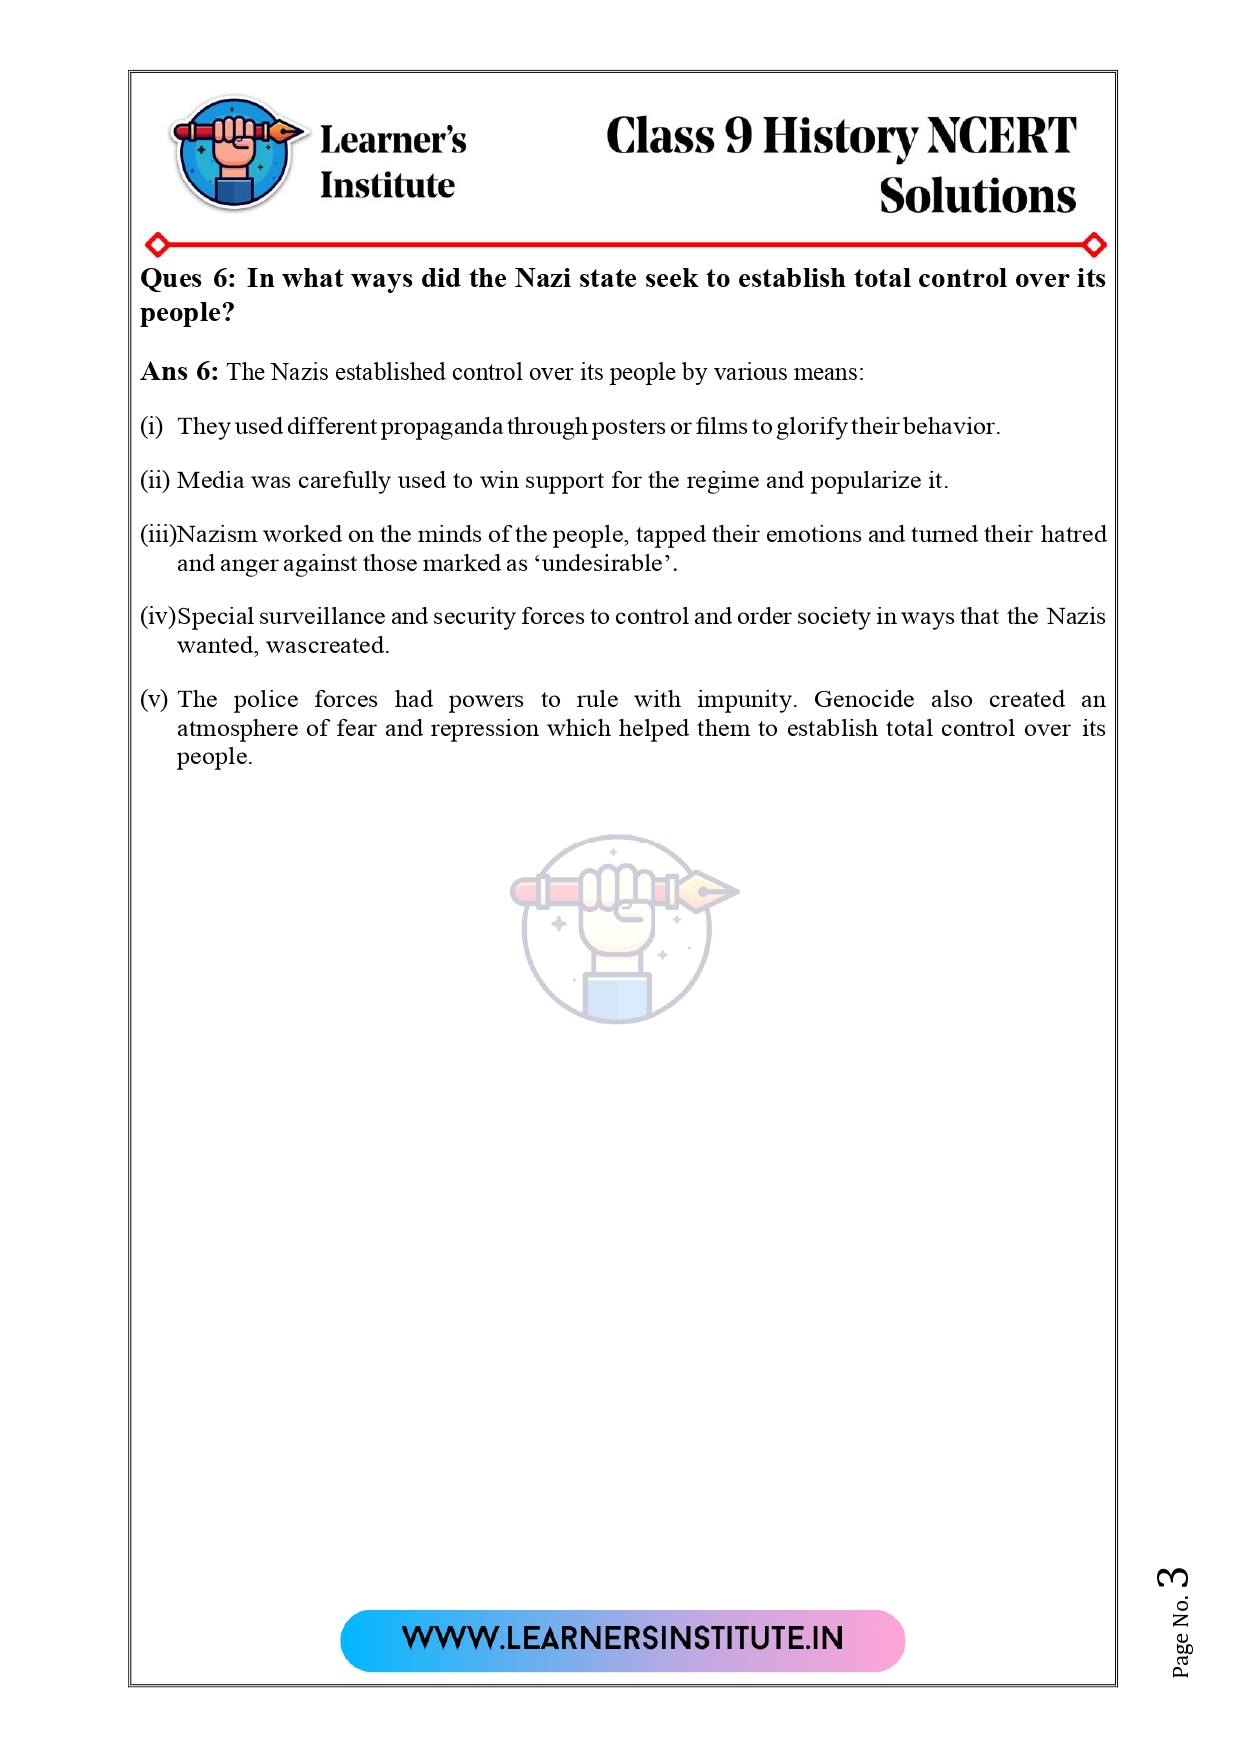 Learner's
Institute
Class 9 History NCERT
Solutions
Ques 6: In what ways did the Nazi state seek to establish total control over its
people?
Ans 6: The Nazis established control over its people by various means:
(i) They used different propaganda through posters or films to glorify their behavior.
(ii) Media was carefully used to win support for the regime and popularize it.
(iii)Nazism worked on the minds of the people, tapped their emotions and turned their hatred
and anger against those marked as ‘undesirable’.
(iv)Special surveillance and security forces to control and order society in ways that the Nazis
wanted, wascreated.
(v) The police forces had powers to rule with impunity. Genocide also created an
atmosphere of fear and repression which helped them to establish total control over its
people.
WWW.LEARNERSINSTITUTE.IN
Page No. 3